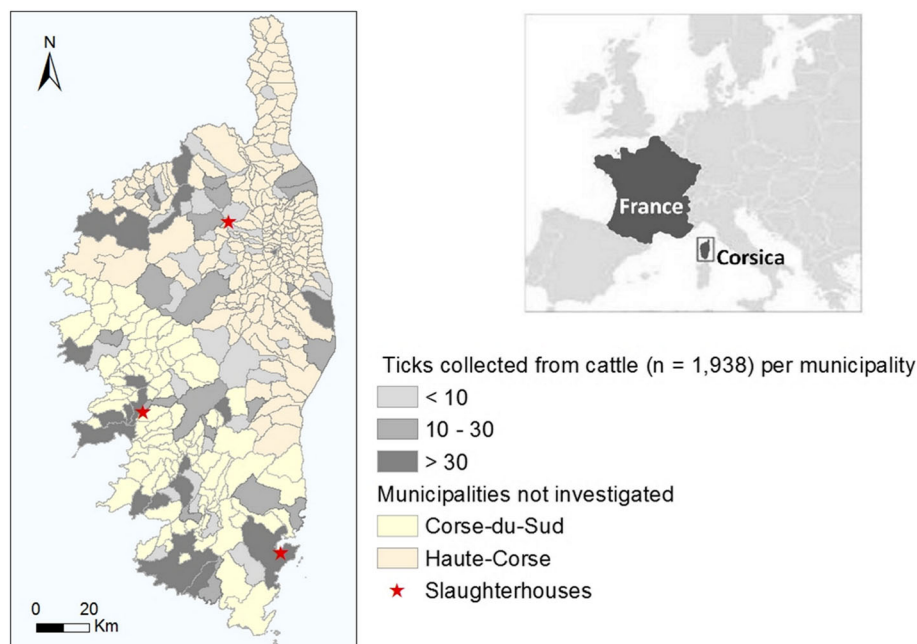 N
0 20
Km
France
Corsica
Ticks collected from cattle (n = 1,938) per municipality
< 10
10 - 30
> 30
Municipalities not investigated
Corse-du-Sud
Haute-Corse
Slaughterhouses